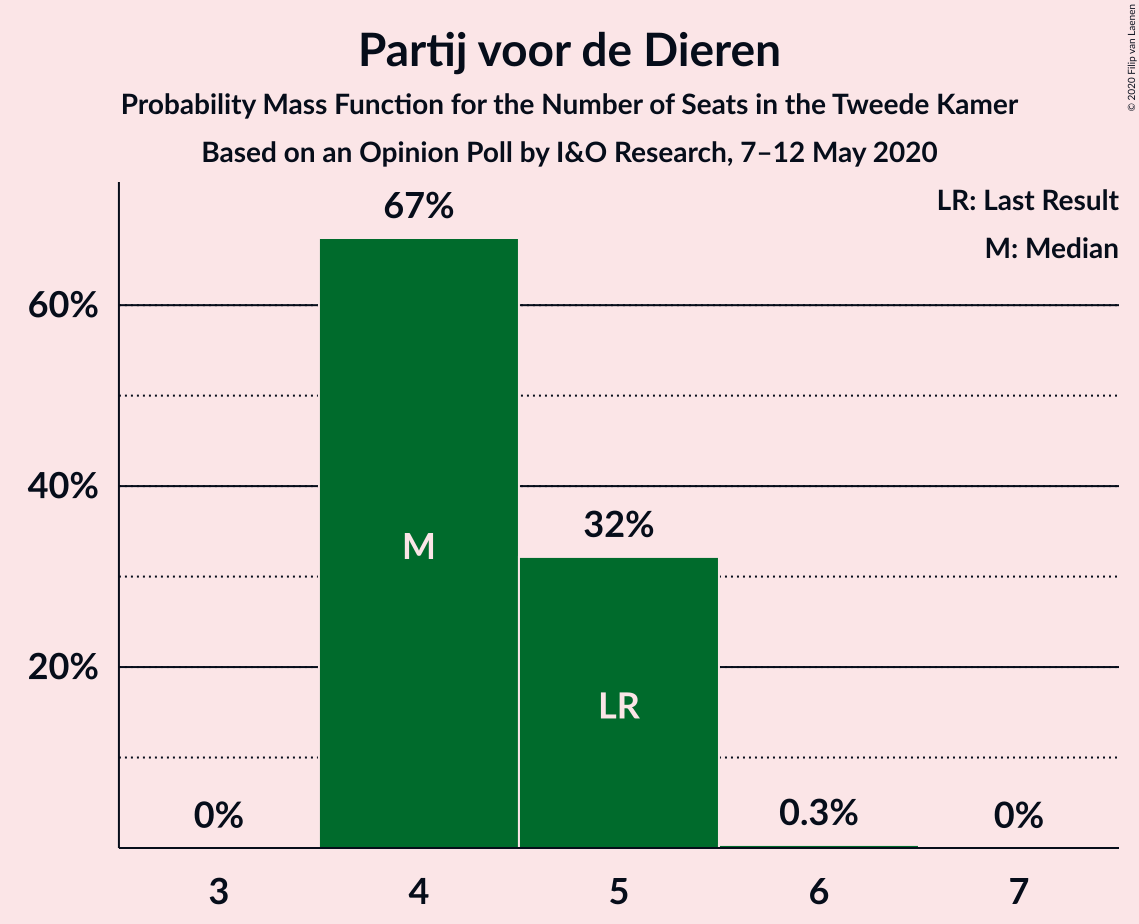 Partij voor de Dieren
Probability Mass Function for the Number of Seats in the Tweede Kamer
Based on an Opinion Poll by I&O Research, 7–12 May 2020
© 2020 Filip van Laenen
LR: Last Result
M: Median
67%
60%
40%
32%
M
20%
LR
0%
0.3%
0%
3 4 5 6 7